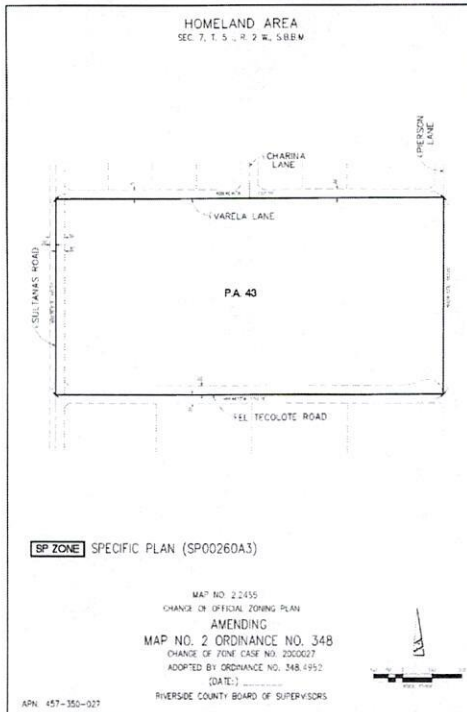 HOMELAND AREA
SEC. 7, T. 5 , R. 2 W., S.B.B.M
CHARINA
LANE
PIERSON
LANE
VARELA LANE
SULTANAS ROAD
P.A. 43
EL TECOLOTE ROAD
SP ZONE SPECIFIC PLAN (SP00260A3)
MAP NO. 2.2455
CHANGE OF OFFICIAL ZONING PLAN
AMENDING
MAP NO. 2 ORDINANCE NO. 348
CHANGE OF ZONE CASE NO. 2000027
ADOPTED BY ORDINANCE NO. 348.4952
(DATE:)
RIVERSIDE COUNTY BOARD OF SUPERVISORS
APN: 457-350-027